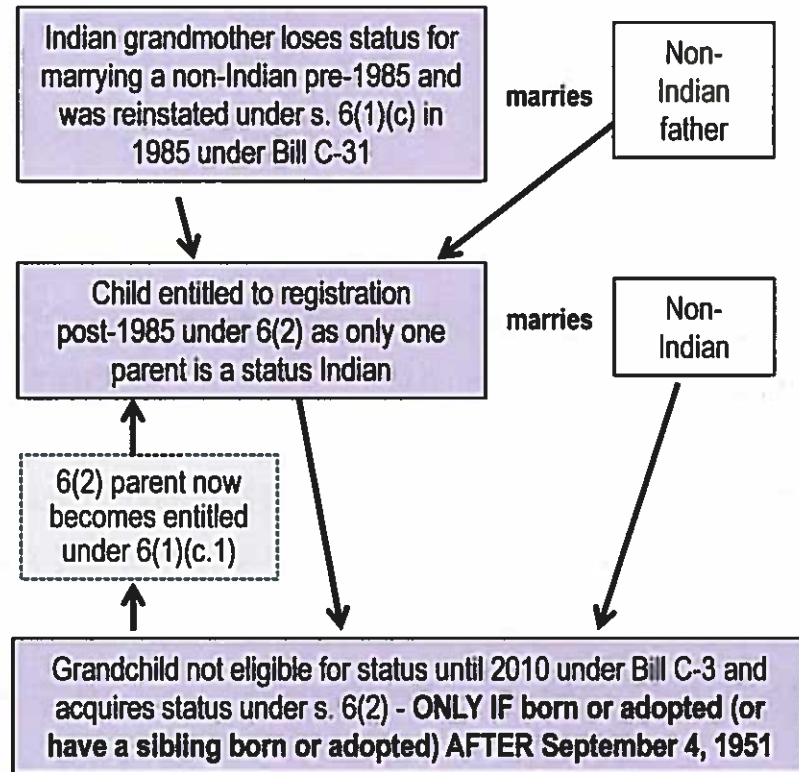 Indian grandmother loses status for
marrying a non-Indian pre-1985 and
was reinstated under s. 6(1)(c) in
1985 under Bill C-31
marries
Non-
Indian
father
Child entitled to registration
post-1985 under 6(2) as only one
parent is a status Indian
marries
Non-
Indian
6(2) parent now
becomes entitled
under 6(1)(c.1)
Grandchild not eligible for status until 2010 under Bill C-3 and
acquires status under s. 6(2) - ONLY IF born or adopted (or
have a sibling born or adopted) AFTER September 4, 1951